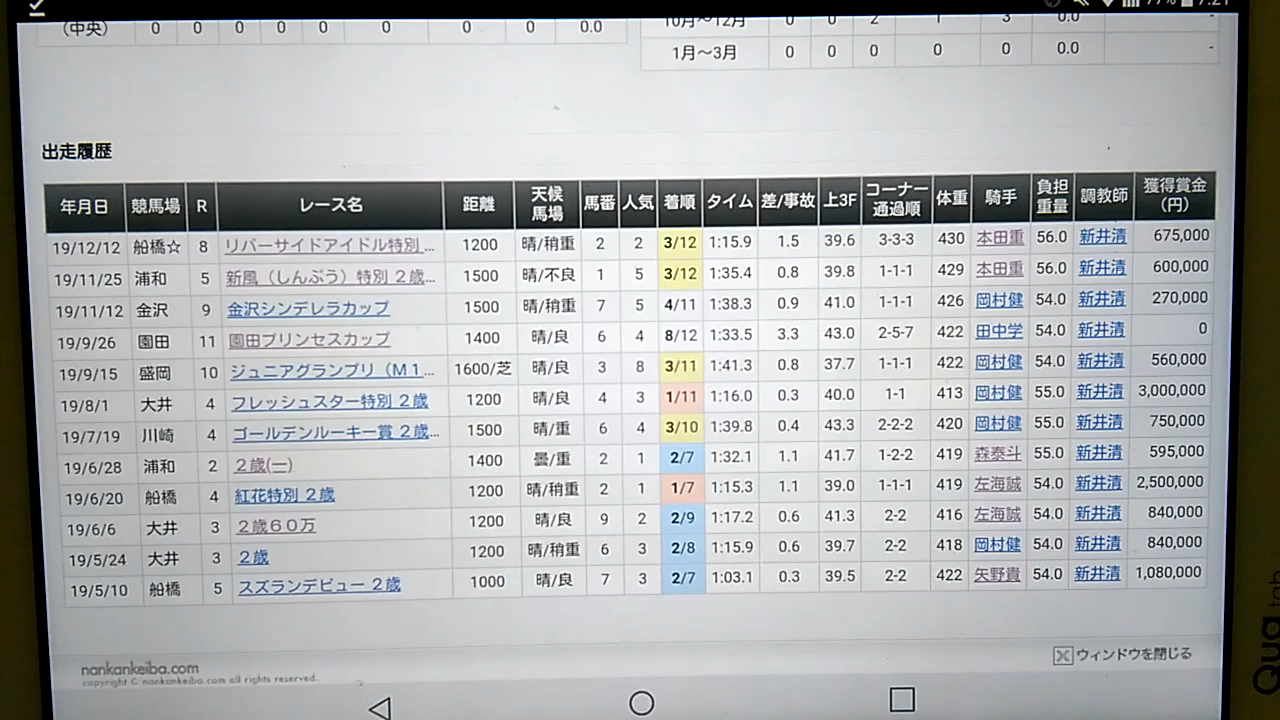 77% 7:21
(中央) 0 0 0 0 0 0 0 0.0
10月～12月 0 0 2 1 3 0.0 -
1月～3月 0 0 0 0 0 0.0 -
出走履歴
年月日 競馬場 R レース名 距離 天候馬場 馬番 人気 着順 タイム 差/事故 上3F コーナー通過順 体重 騎手 負担重量 調教師 獲得賞金(円)
19/12/12 船橋☆ 8 リバーサイドアイドル特別... 1200 晴/稍重 2 2 3/12 1:15.9 1.5 39.6 3-3-3 430 本田重 56.0 新井清 675,000
19/11/25 浦和 5 新風（しんぷう）特別 2歳... 1500 晴/不良 1 5 3/12 1:35.4 0.8 39.8 1-1-1 429 本田重 56.0 新井清 600,000
19/11/12 金沢 9 金沢シンデレラカップ 1500 晴/稍重 7 5 4/11 1:38.3 0.9 41.0 1-1-1 426 岡村健 54.0 新井清 270,000
19/9/26 園田 11 園田プリンセスカップ 1400 晴/良 6 4 8/12 1:33.5 3.3 43.0 2-5-7 422 田中学 54.0 新井清 0
19/9/15 盛岡 10 ジュニアグランプリ（M1... 1600/芝 晴/良 3 8 3/11 1:41.3 0.8 37.7 1-1-1 422 岡村健 54.0 新井清 560,000
19/8/1 大井 4 フレッシュスター特別 2歳 1200 晴/良 4 3 1/11 1:16.0 0.3 40.0 1-1 413 岡村健 55.0 新井清 3,000,000
19/7/19 川崎 4 ゴールデンルーキー賞 2歳... 1500 晴/重 6 4 3/10 1:39.8 0.4 43.3 2-2-2 420 岡村健 55.0 新井清 750,000
19/6/28 浦和 2 2歳(一) 1400 曇/重 2 1 2/7 1:32.1 1.1 41.7 1-2-2 419 森泰斗 55.0 新井清 595,000
19/6/20 船橋 4 紅花特別 2歳 1200 晴/稍重 2 1 1/7 1:15.3 1.1 39.0 1-1-1 419 左海誠 54.0 新井清 2,500,000
19/6/6 大井 3 2歳60万 1200 晴/良 9 2 2/9 1:17.2 0.6 41.3 2-2 416 左海誠 54.0 新井清 840,000
19/5/24 大井 3 2歳 1200 晴/稍重 6 3 2/8 1:15.9 0.6 39.7 2-2 418 岡村健 54.0 新井清 840,000
19/5/10 船橋 5 スズランデビュー 2歳 1000 晴/良 7 3 2/7 1:03.1 0.3 39.5 2-2 422 矢野貴 54.0 新井清 1,080,000
ウィンドウを閉じる
nankankeiba.com
copyright © nankankeiba.com all rights reserved.
Qua tab